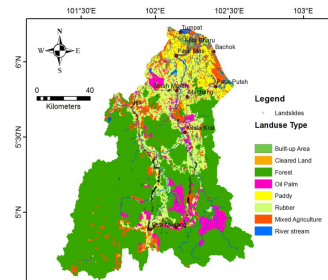 101°30'E 102°E 102°30'E 103°E
Tumpat
Kota Bharu
Bachok
Pasir Mas
6°N
N
W E
S
Pasir Puteh
Tanah Merah
Machang
40 0
Kilometers
Legend
Landslides
Landuse Type
Built-up Area
Cleared Land
Forest
Oil Palm
Paddy
Rubber
Mixed Agriculture
River stream
5°30'N
Kuala Krai
5°N